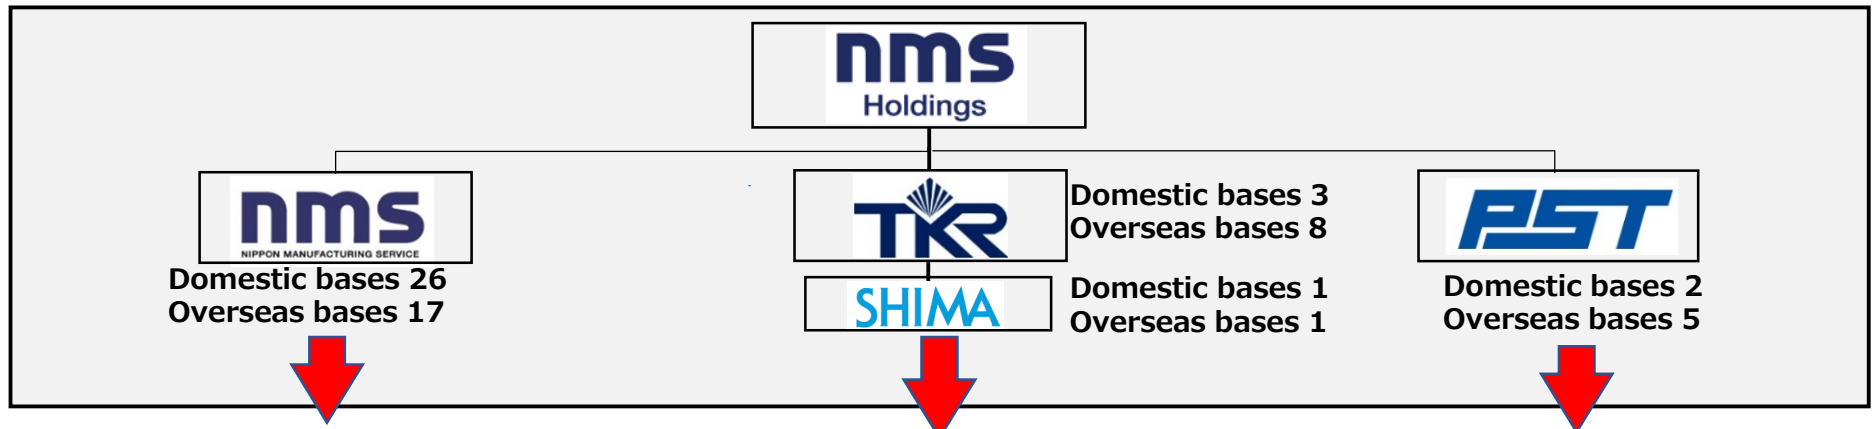 nms
Holdings
nms
NIPPON MANUFACTURING SERVICE
Domestic bases 26
Overseas bases 17
TKR
Domestic bases 3
Overseas bases 8
SHIMA
Domestic bases 1
Overseas bases 1
PST
Domestic bases 2
Overseas bases 5